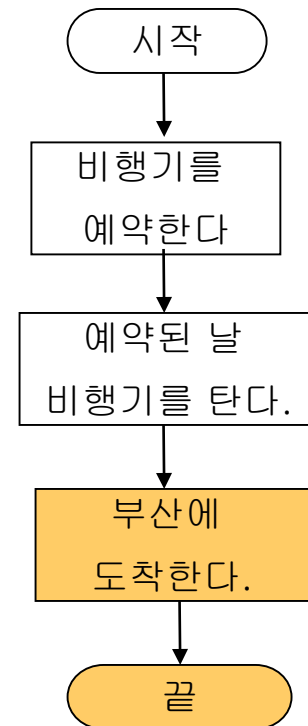 시작
비행기를
예약한다
예약된 날
비행기를 탄다.
부산에
도착한다.
끝